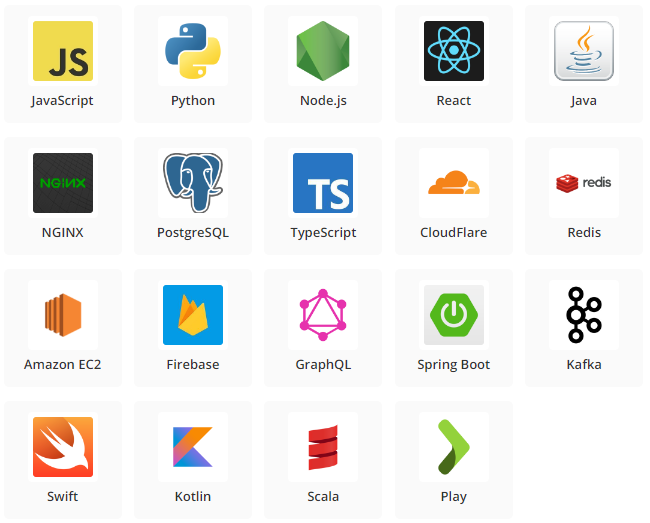 JS
JavaScript
Python
Node.js
React
Java
NGINX
NGINX
PostgreSQL
TS
TypeScript
CloudFlare
redis
Redis
Amazon EC2
Firebase
GraphQL
Spring Boot
Kafka
Swift
Kotlin
Scala
Play